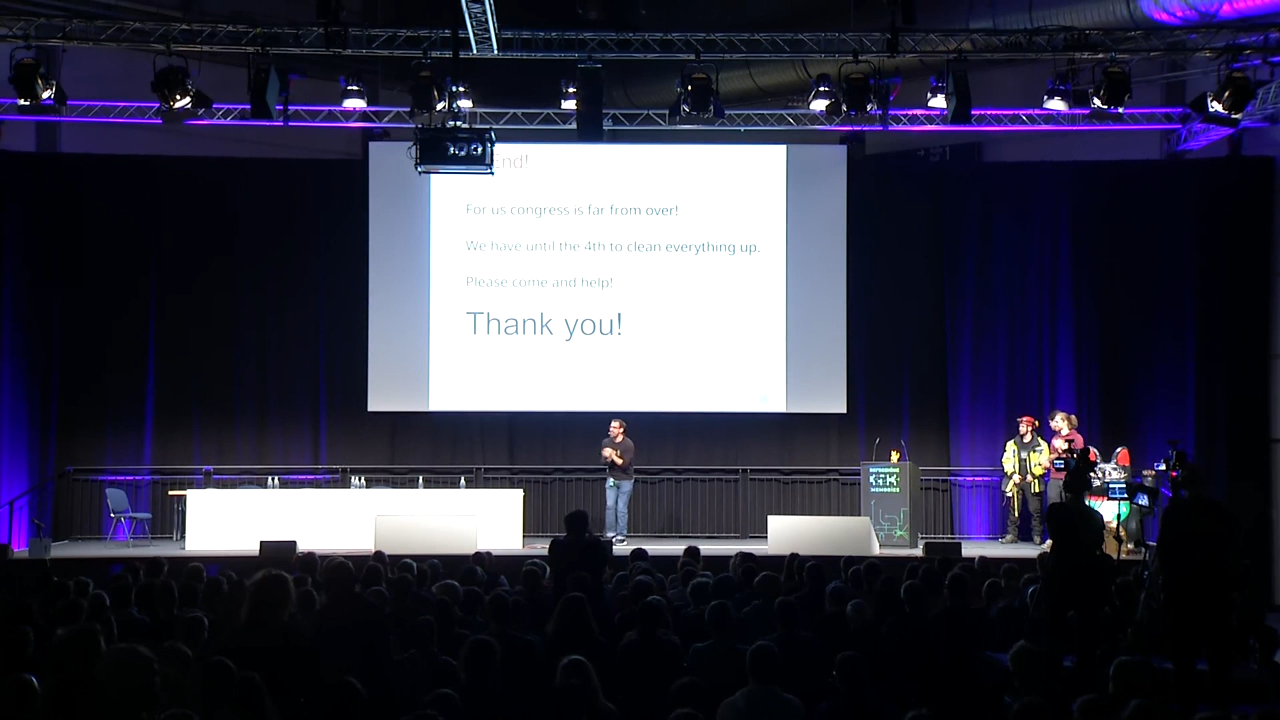 End!
For us congress is far from over!
We have until the 4th to clean everything up.
Please come and help!
Thank you!
MEMORIES